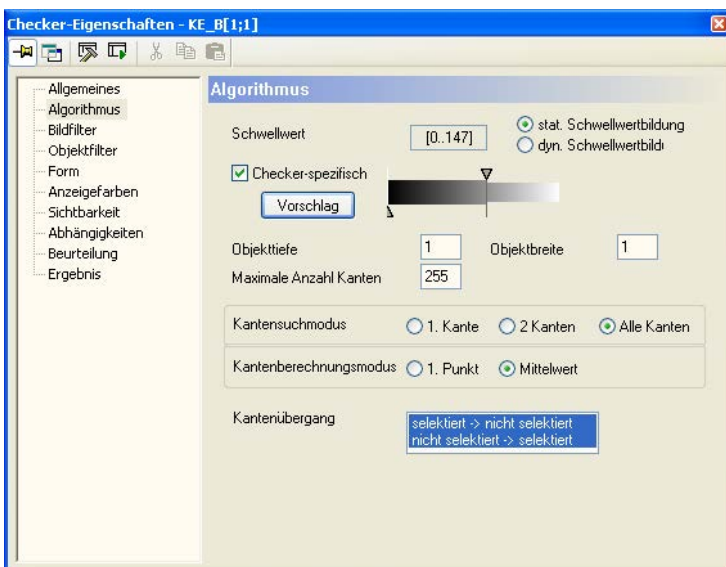 Checker-Eigenschaften - KE_B[1;1]
Allgemeines
Algorithmus
Bildfilter
Objektfilter
Form
Anzeigefarben
Sichtbarkeit
Abhängigkeiten
Beurteilung
Ergebnis
Algorithmus
Schwellwert [0..147] stat. Schwellwertbildung
dyn. Schwellwertbildu
Checker-spezifisch
Vorschlag
Objekttiefe 1 Objektbreite 1
Maximale Anzahl Kanten 255
Kantensuchmodus 1. Kante 2 Kanten Alle Kanten
Kantenberechnungsmodus 1. Punkt Mittelwert
Kantenübergang selektiert -> nicht selektiert
nicht selektiert -> selektiert